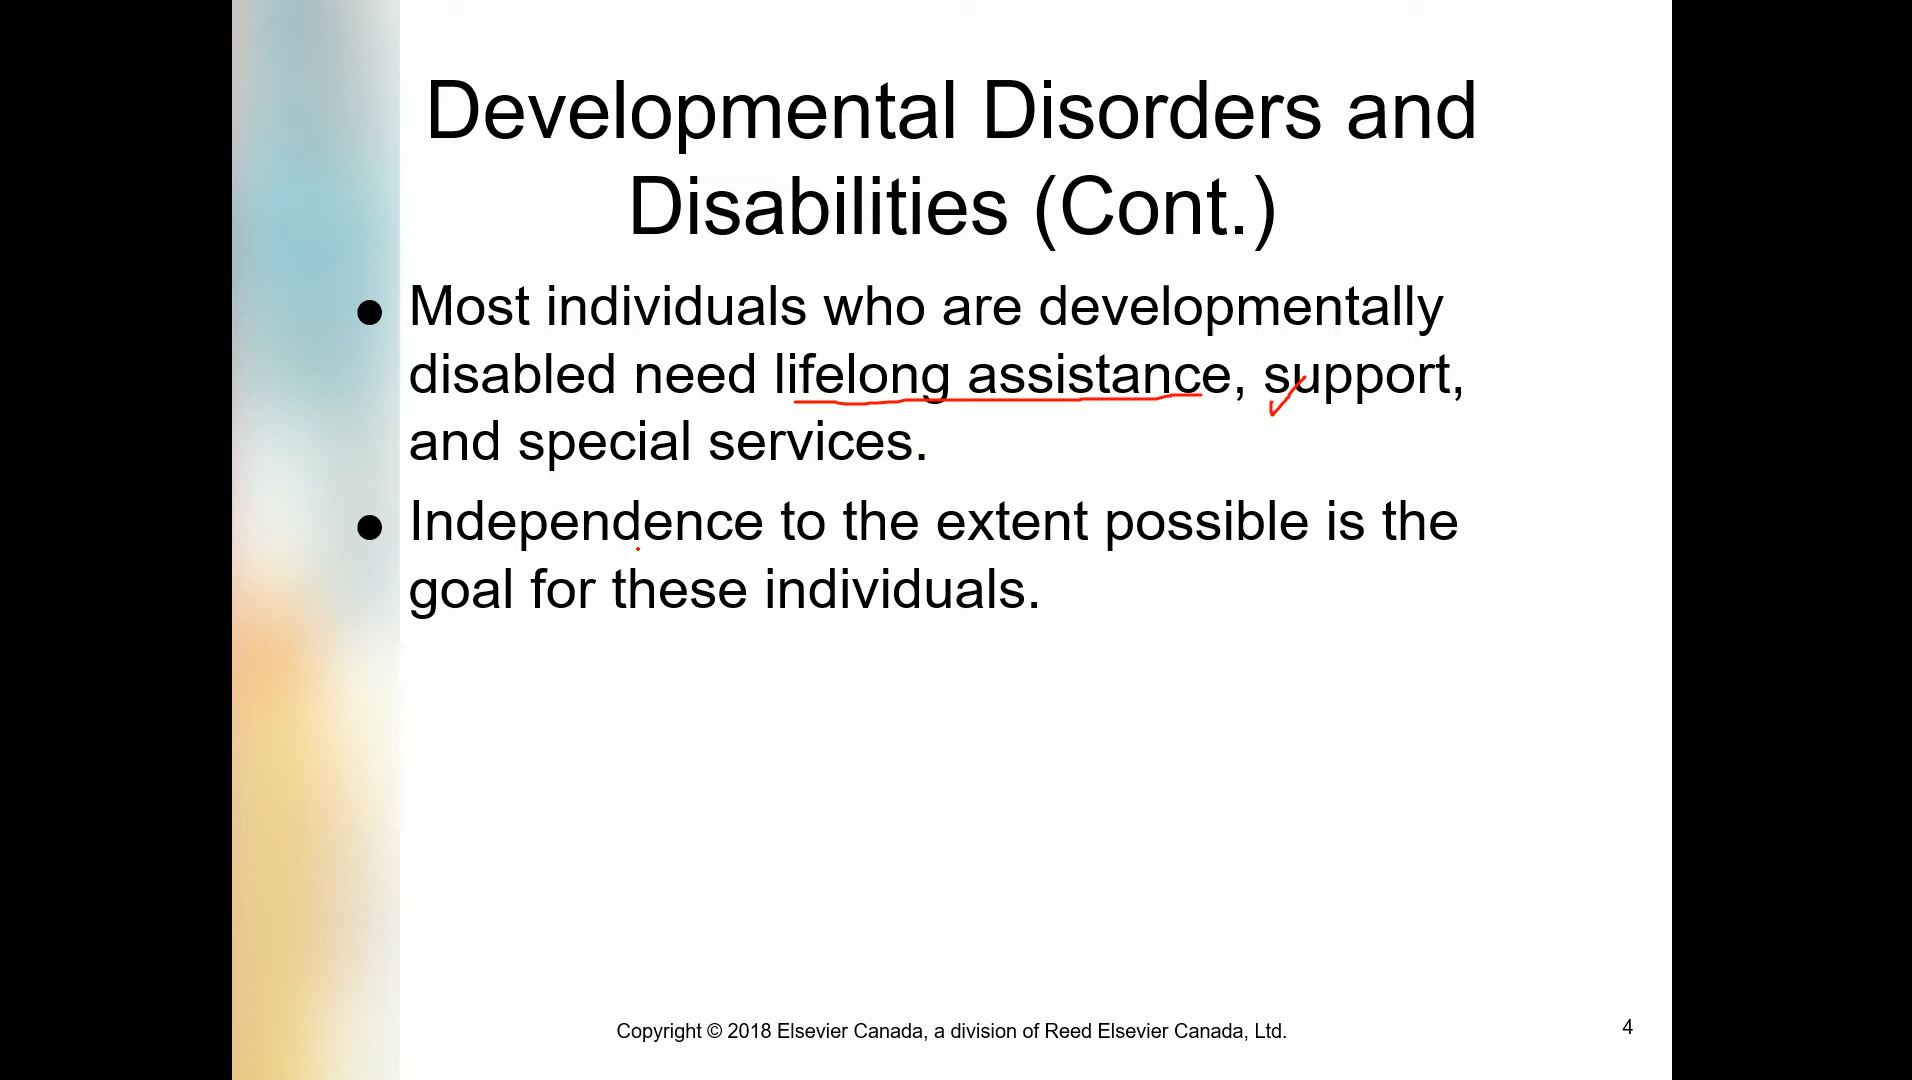 Developmental Disorders and
Disabilities (Cont.)
● Most individuals who are developmentally
disabled need lifelong assistance, support,
and special services.
● Independence to the extent possible is the
goal for these individuals.
Copyright © 2018 Elsevier Canada, a division of Reed Elsevier Canada, Ltd.
4